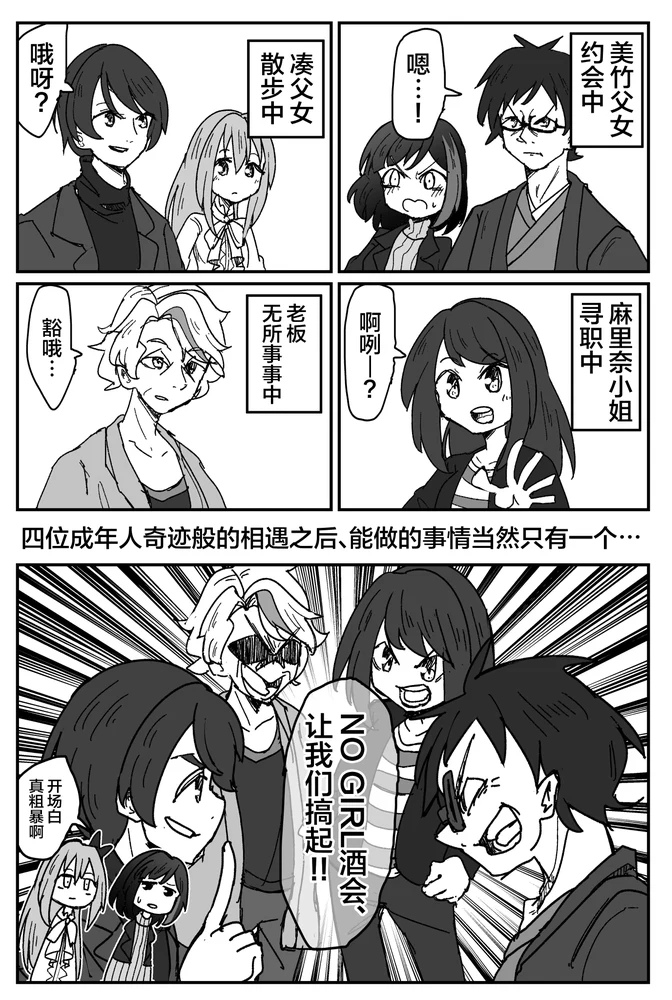 美竹父女
约会中
嗯…！
凑父女
散步中
哦呀？
麻里奈小姐
寻职中
啊咧—？
老板
无所事事中
豁哦…
四位成年人奇迹般的相遇之后、能做的事情当然只有一个…
NO GIRL酒会、
让我们搞起！！
开场白
真粗暴啊